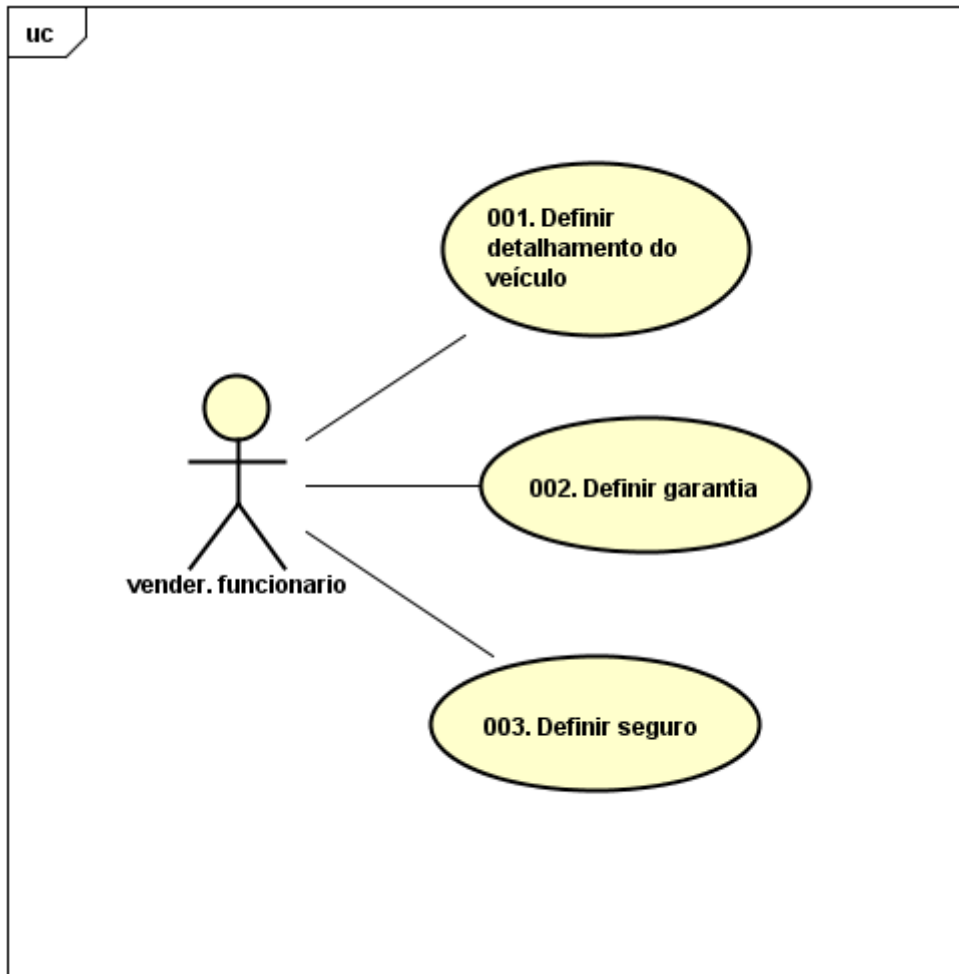 uc
001. Definir
detalhamento do
veículo
002. Definir garantia
vender. funcionario
003. Definir seguro